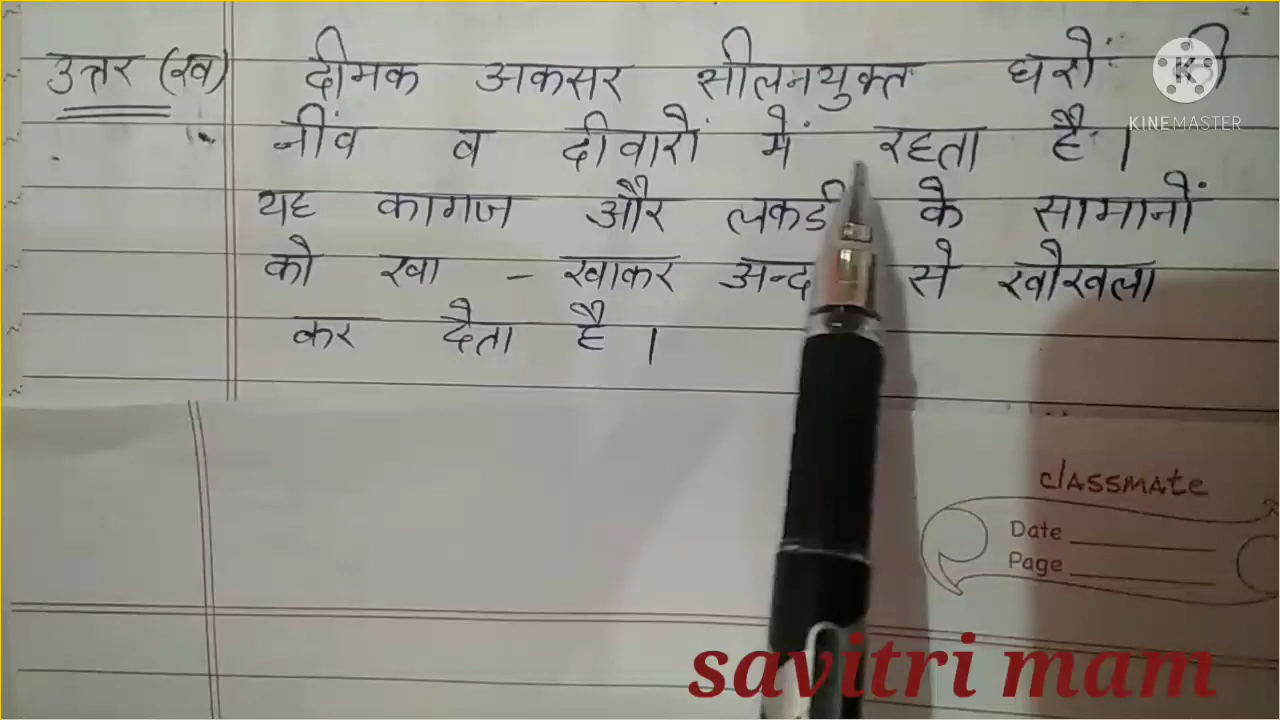 उत्तर (ख) दीमक अकसर सीलनयुक्त घरों की
नींव व दीवारों में रहता है ।
यह कागज और लकडी के सामानों
को खा - खाकर अन्द से खोखला
कर देता है ।
KINEMASTER
classmate
Date
Page
savitri mam